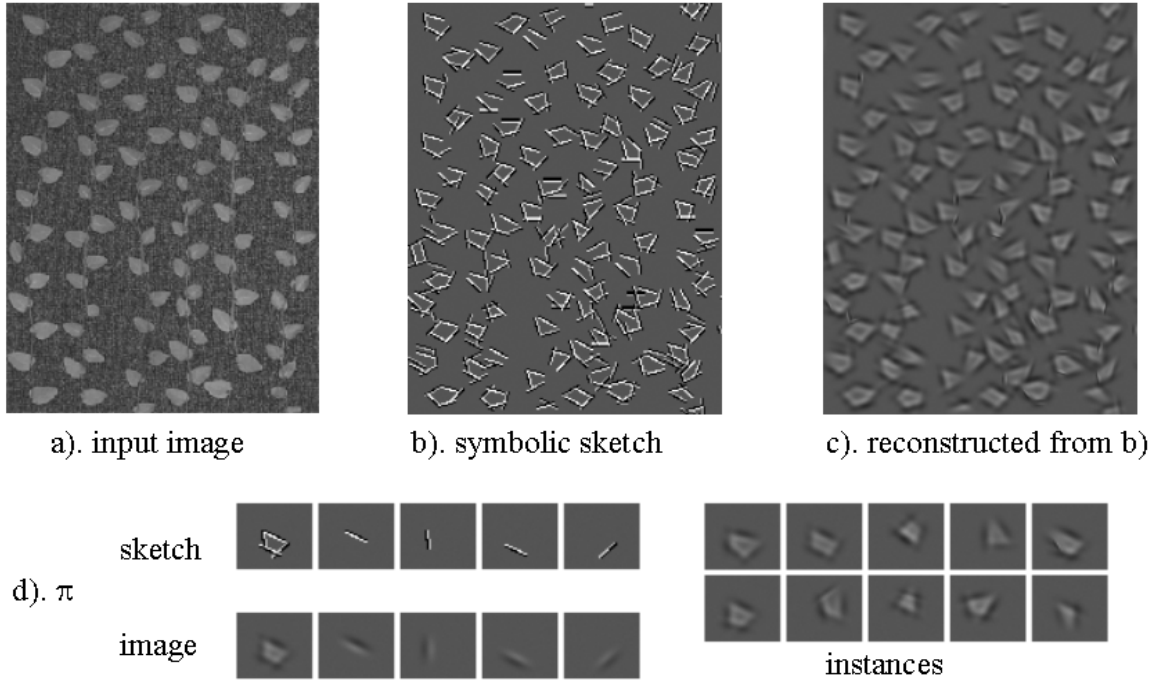 a). input image
b). symbolic sketch
c). reconstructed from b)
sketch
d). π
image
instances